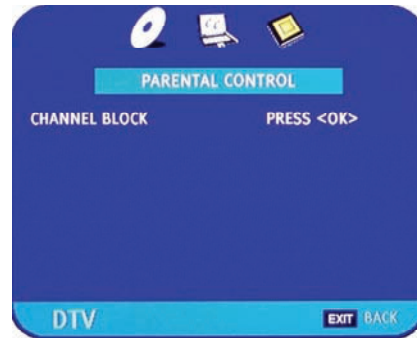 PARENTAL CONTROL
CHANNEL BLOCK PRESS <OK>
DTV EXIT BACK